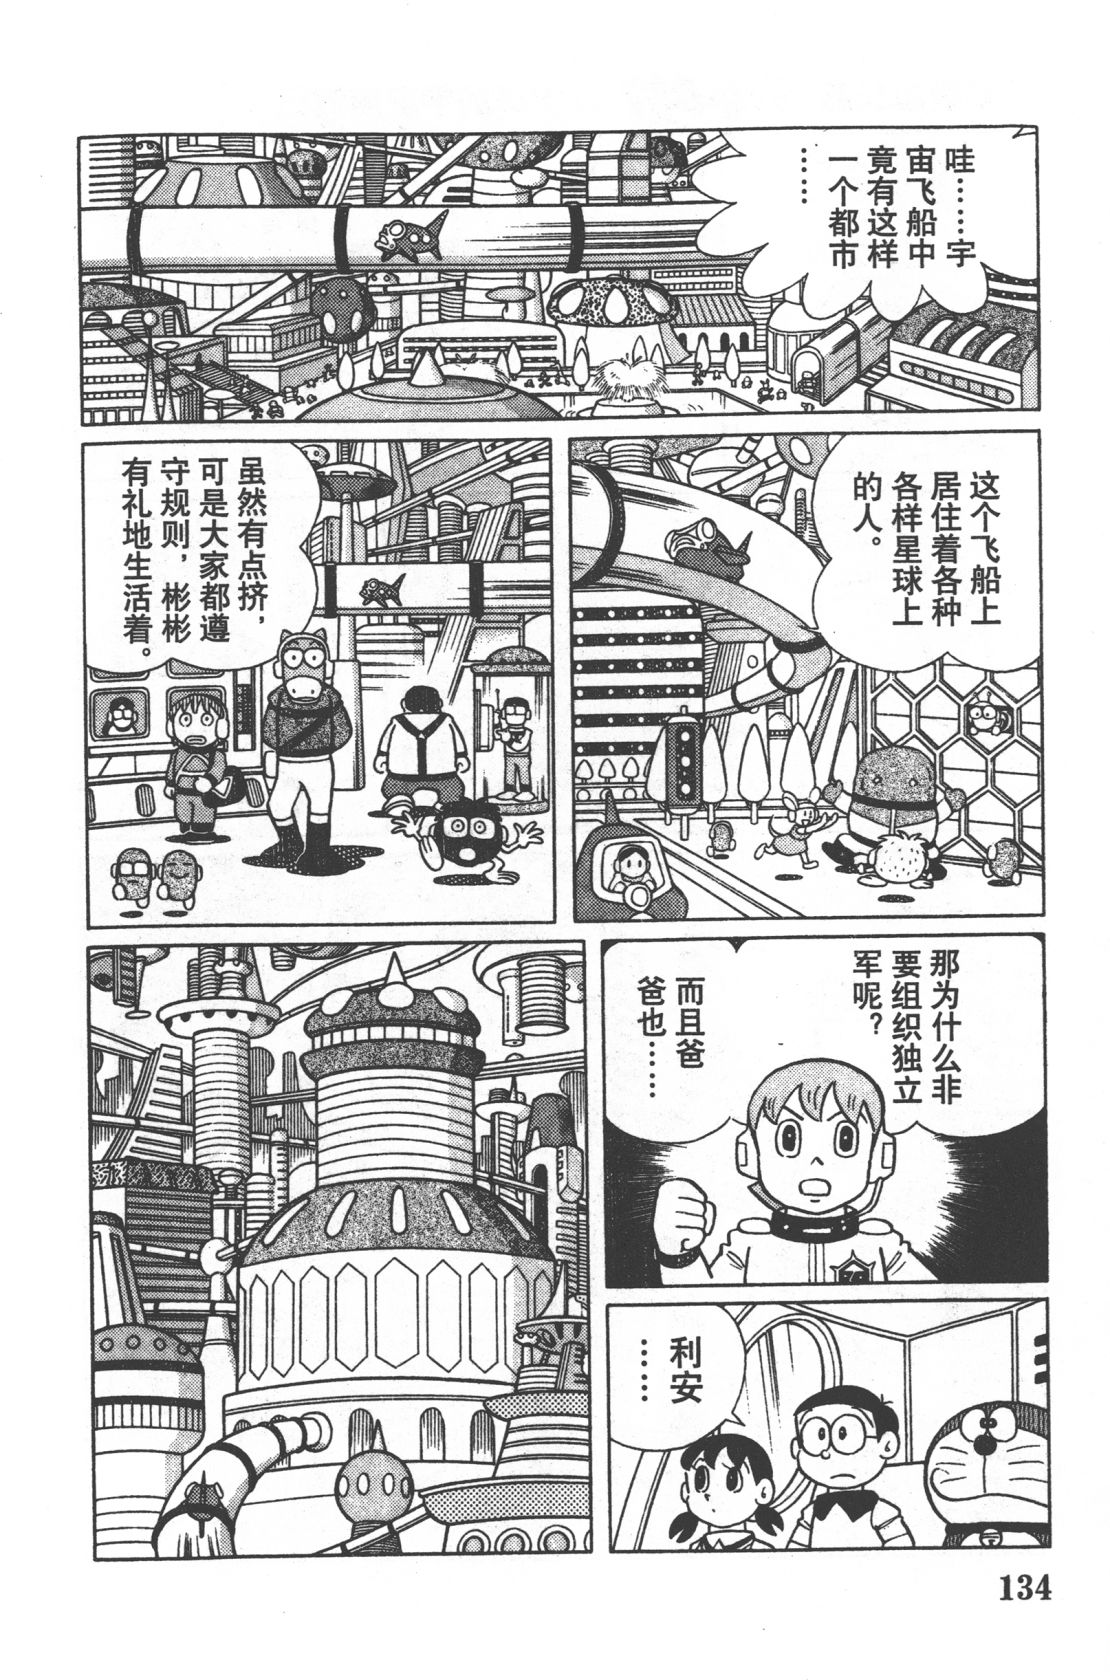 哇……宇
宙飞船中
竟有这样
一个都市
……
这个飞船上
居住着各种
各样星球上
的人。
虽然有点挤，
可是大家都遵
守规则，彬彬
有礼地生活着。
那为什么非
要组织独立
军呢？
而且爸
爸也……
利安
……
134